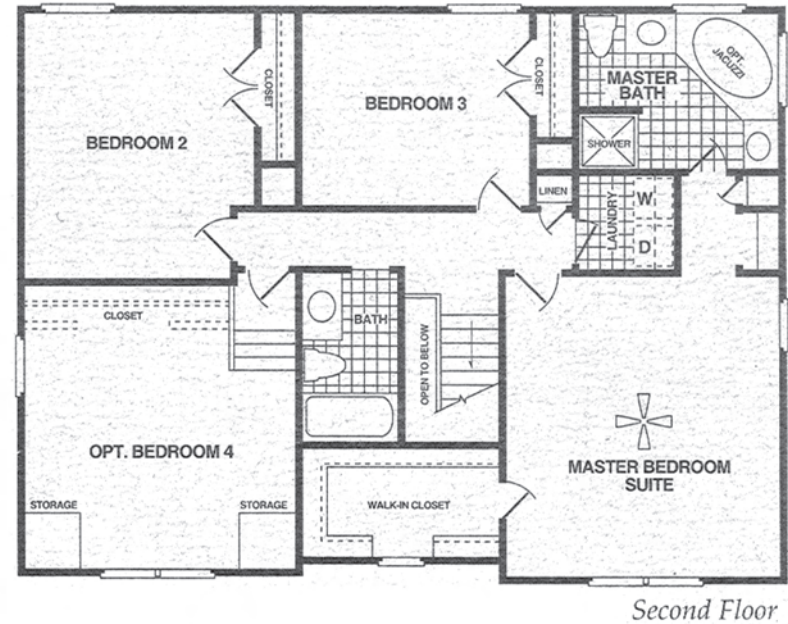 BEDROOM 2
CLOSET
BEDROOM 3
CLOSET
MASTER
BATH
OPT.
JACUZZI
SHOWER
LINEN
LAUNDRY
W
D
CLOSET
BATH
OPEN TO BELOW
OPT. BEDROOM 4
STORAGE
STORAGE
WALK-IN CLOSET
MASTER BEDROOM
SUITE
Second Floor